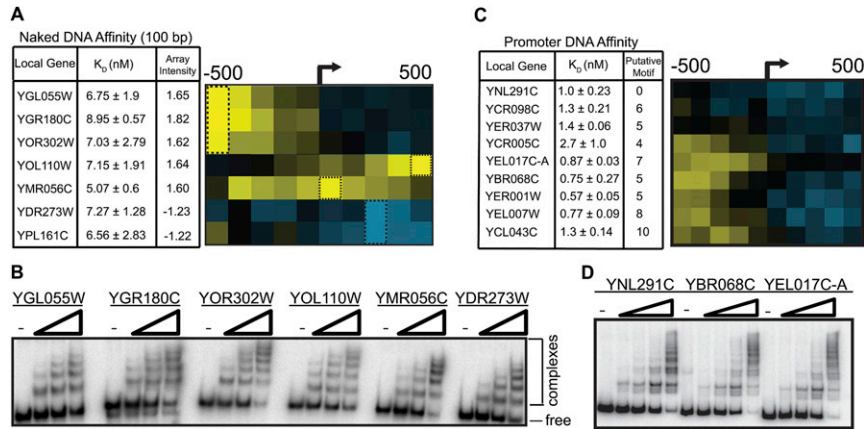 A
Naked DNA Affinity (100 bp)
Local Gene K_D (nM) Array Intensity
-500 500
YGL055W 6.75 ± 1.9 1.65
YGR180C 8.95 ± 0.57 1.82
YOR302W 7.03 ± 2.79 1.62
YOL110W 7.15 ± 1.91 1.64
YMR056C 5.07 ± 0.6 1.60
YDR273W 7.27 ± 1.28 -1.23
YPL161C 6.56 ± 2.83 -1.22
C
Promoter DNA Affinity
Local Gene K_D (nM) Putative Motif
-500 500
YNL291C 1.0 ± 0.23 0
YCR098C 1.3 ± 0.21 6
YER037W 1.4 ± 0.06 5
YCR005C 2.7 ± 1.0 4
YEL017C-A 0.87 ± 0.03 7
YBR068C 0.75 ± 0.27 5
YER001W 0.57 ± 0.05 5
YEL007W 0.77 ± 0.09 8
YCL043C 1.3 ± 0.14 10
B
YGL055W YGR180C YOR302W YOL110W YMR056C YDR273W
- - - - - -
complexes
free
D
YNL291C YBR068C YEL017C-A
- - -